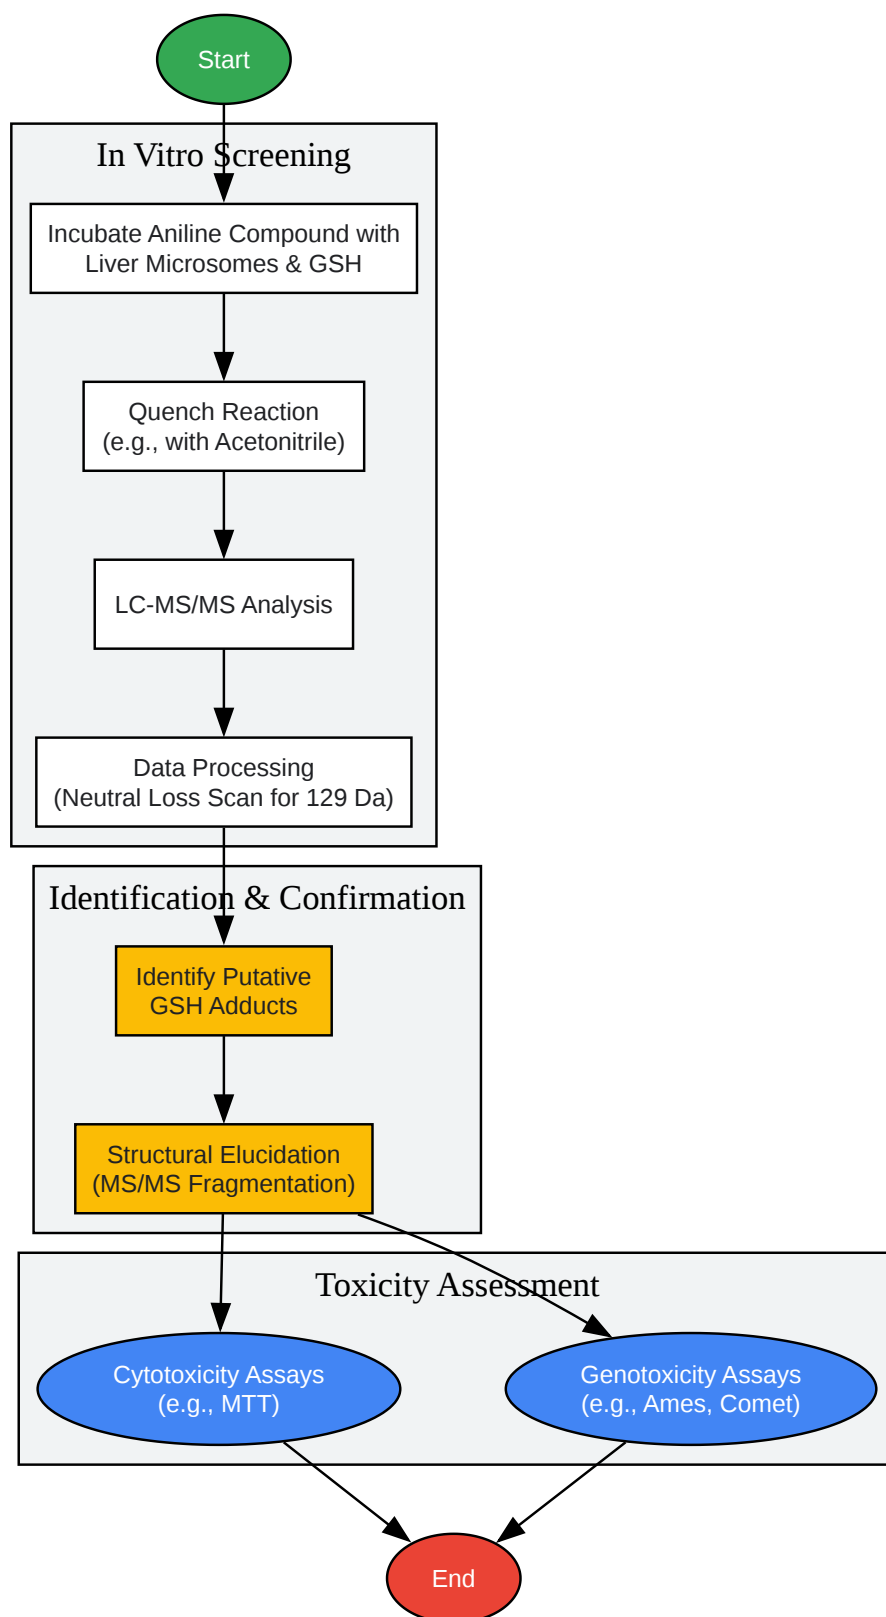 Start
In Vitro Screening
Incubate Aniline Compound with
Liver Microsomes & GSH
Quench Reaction
(e.g., with Acetonitrile)
LC-MS/MS Analysis
Data Processing
(Neutral Loss Scan for 129 Da)
Identification & Confirmation
Identify Putative
GSH Adducts
Structural Elucidation
(MS/MS Fragmentation)
Toxicity Assessment
Cytotoxicity Assays
(e.g., MTT)
Genotoxicity Assays
(e.g., Ames, Comet)
End